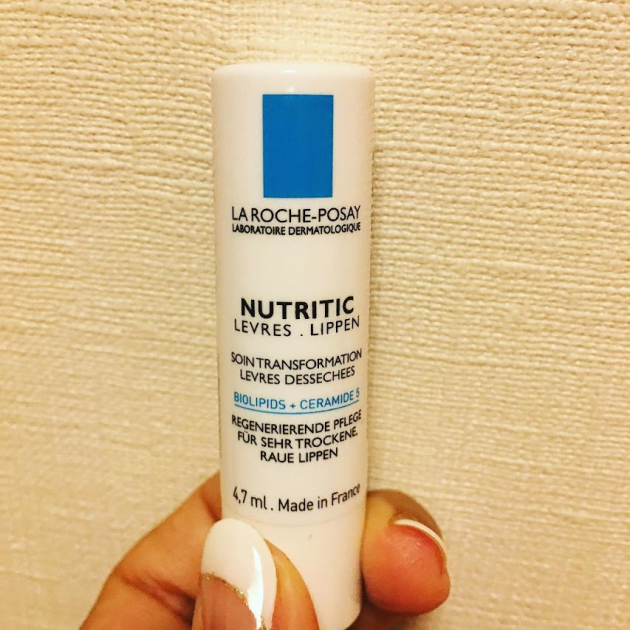 LA ROCHE-POSAY
LABORATOIRE DERMATOLOGIQUE
NUTRITIC
LEVRES . LIPPEN
SOIN TRANSFORMATION
LEVRES DESSECHEES
BIOLIPIDS + CERAMIDE 5
REGENERIERENDE PFLEGE
FÜR SEHR TROCKENE,
RAUE LIPPEN
4,7 ml . Made in France